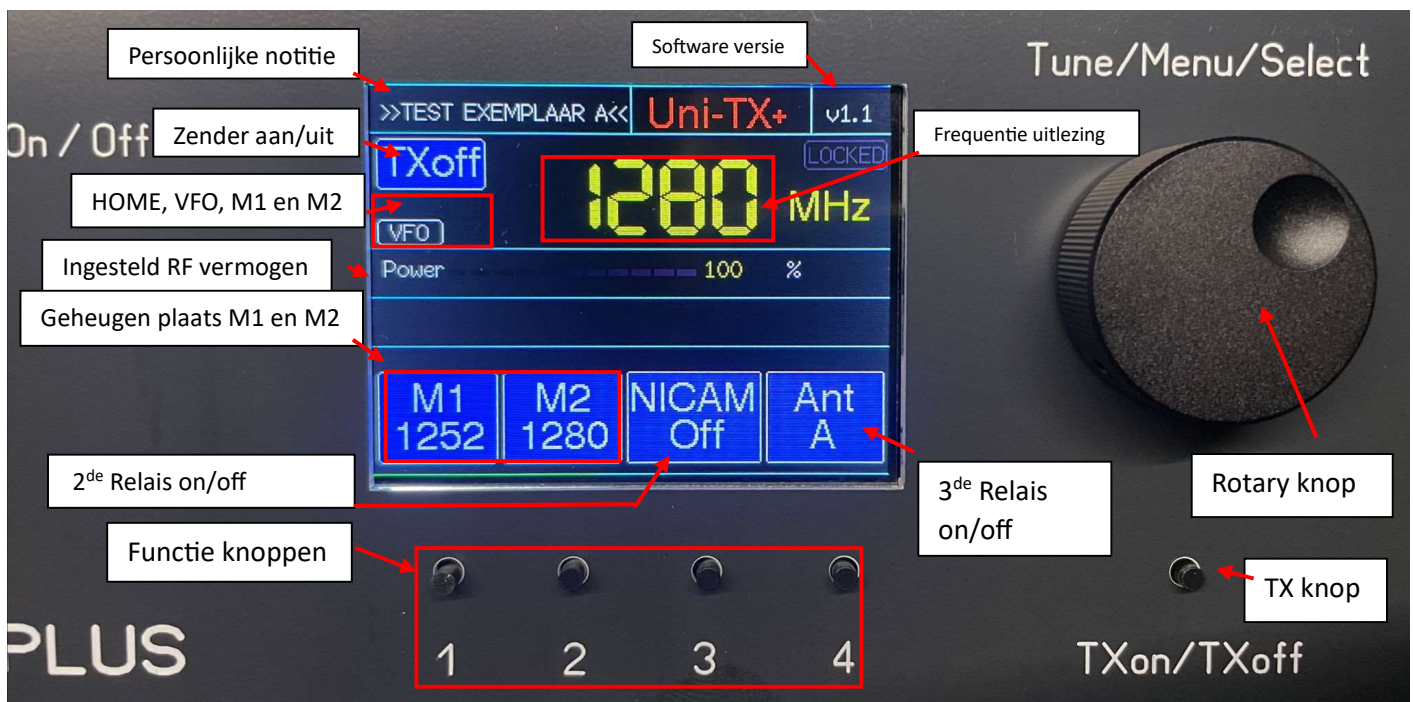 Persoonlijke notitie
Software versie
Tune/Menu/Select
>>TEST EXEMPLAAR A<<
Uni-TX+
v1.1
On / Off
Zender aan/uit
TXoff
LOCKED
Frequentie uitlezing
1280
MHz
HOME, VFO, M1 en M2
VFO
Ingesteld RF vermogen
Power
100
%
Geheugen plaats M1 en M2
M1
1252
M2
1280
NICAM
Off
Ant
A
2de Relais on/off
3de Relais
on/off
Rotary knop
Functie knoppen
TX knop
PLUS
1
2
3
4
TXon/TXoff